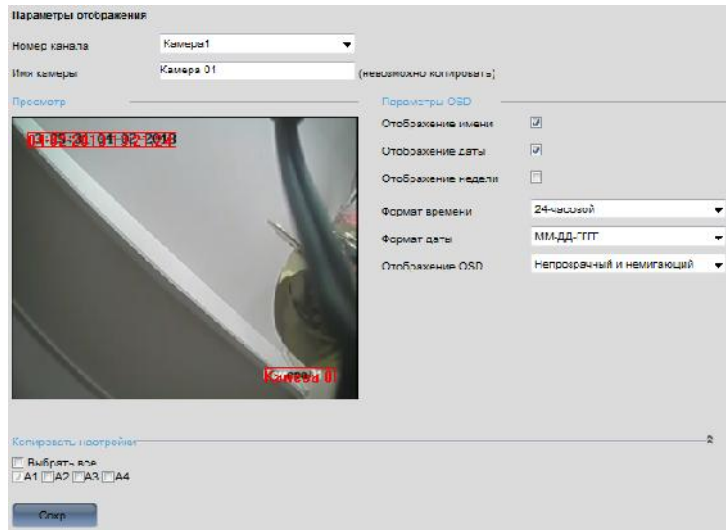 Параметры отображения
Номер канала Камера1
Имя камеры Камера 01 (невозможно копировать)
Просмотр Параметры OSD
Отображение имени
Отображение даты
Отображение недели
Формат времени 24-часовой
Формат даты ММ-ДД-ГГГГ
Отображение OSD Непрозрачный и немигающий
Камера 01
Копировать настройки
Выбрать все
A1 A2 A3 A4
Сохр